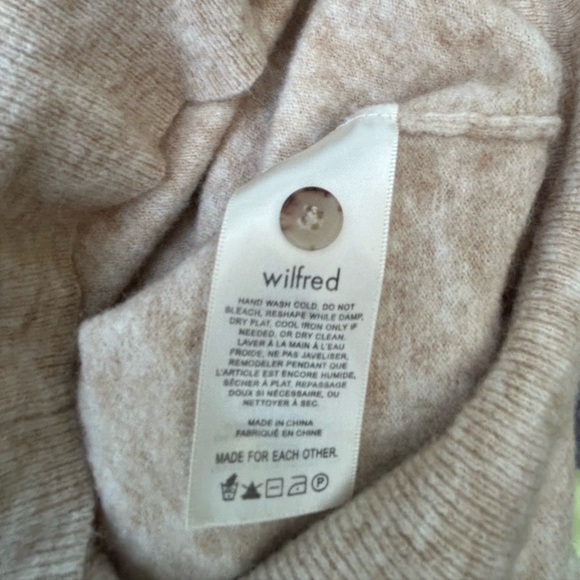 wilfred
HAND WASH COLD, DO NOT
BLEACH, RESHAPE WHILE DAMP,
DRY FLAT, COOL IRON ONLY IF
NEEDED, OR DRY CLEAN.
LAVER À LA MAIN À L'EAU
FROIDE, NE PAS JAVELISER,
REMODELER PENDANT QUE
L'ARTICLE EST ENCORE HUMIDE,
SÉCHER À PLAT, REPASSAGE
DOUX SI NÉCESSAIRE, OU
NETTOYER À SEC.
MADE IN CHINA
FABRIQUÉ EN CHINE
MADE FOR EACH OTHER.
P